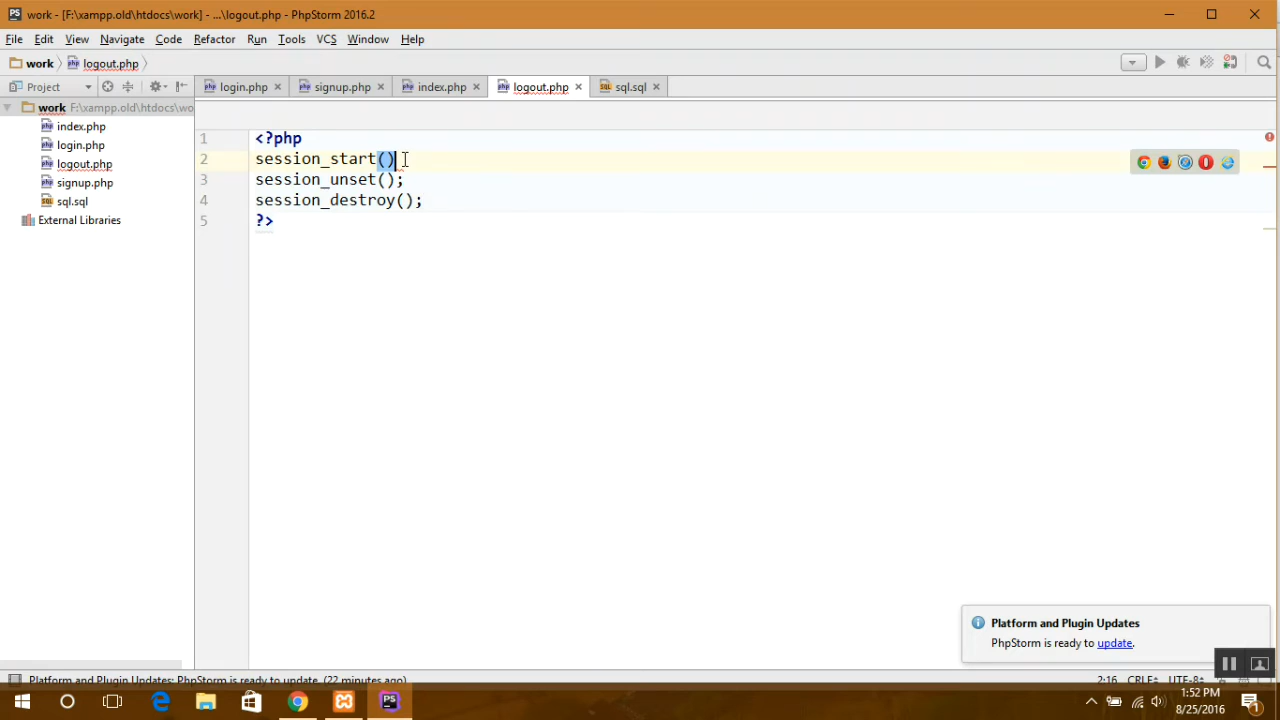 PS work - [F:\xampp.old\htdocs\work] - ...\logout.php - PhpStorm 2016.2
File Edit View Navigate Code Refactor Run Tools VCS Window Help
work logout.php
Project login.php signup.php index.php logout.php sql.sql
work F:\xampp.old\htdocs\wo
index.php
login.php
logout.php
signup.php
sql.sql
External Libraries
1 <?php
2 session_start()
3 session_unset();
4 session_destroy();
5 ?>
Platform and Plugin Updates
PhpStorm is ready to update.
Platform and Plugin Updates: PhpStorm is ready to update. (22 minutes ago) 2:16 CRLF UTF-8
1:52 PM
8/25/2016